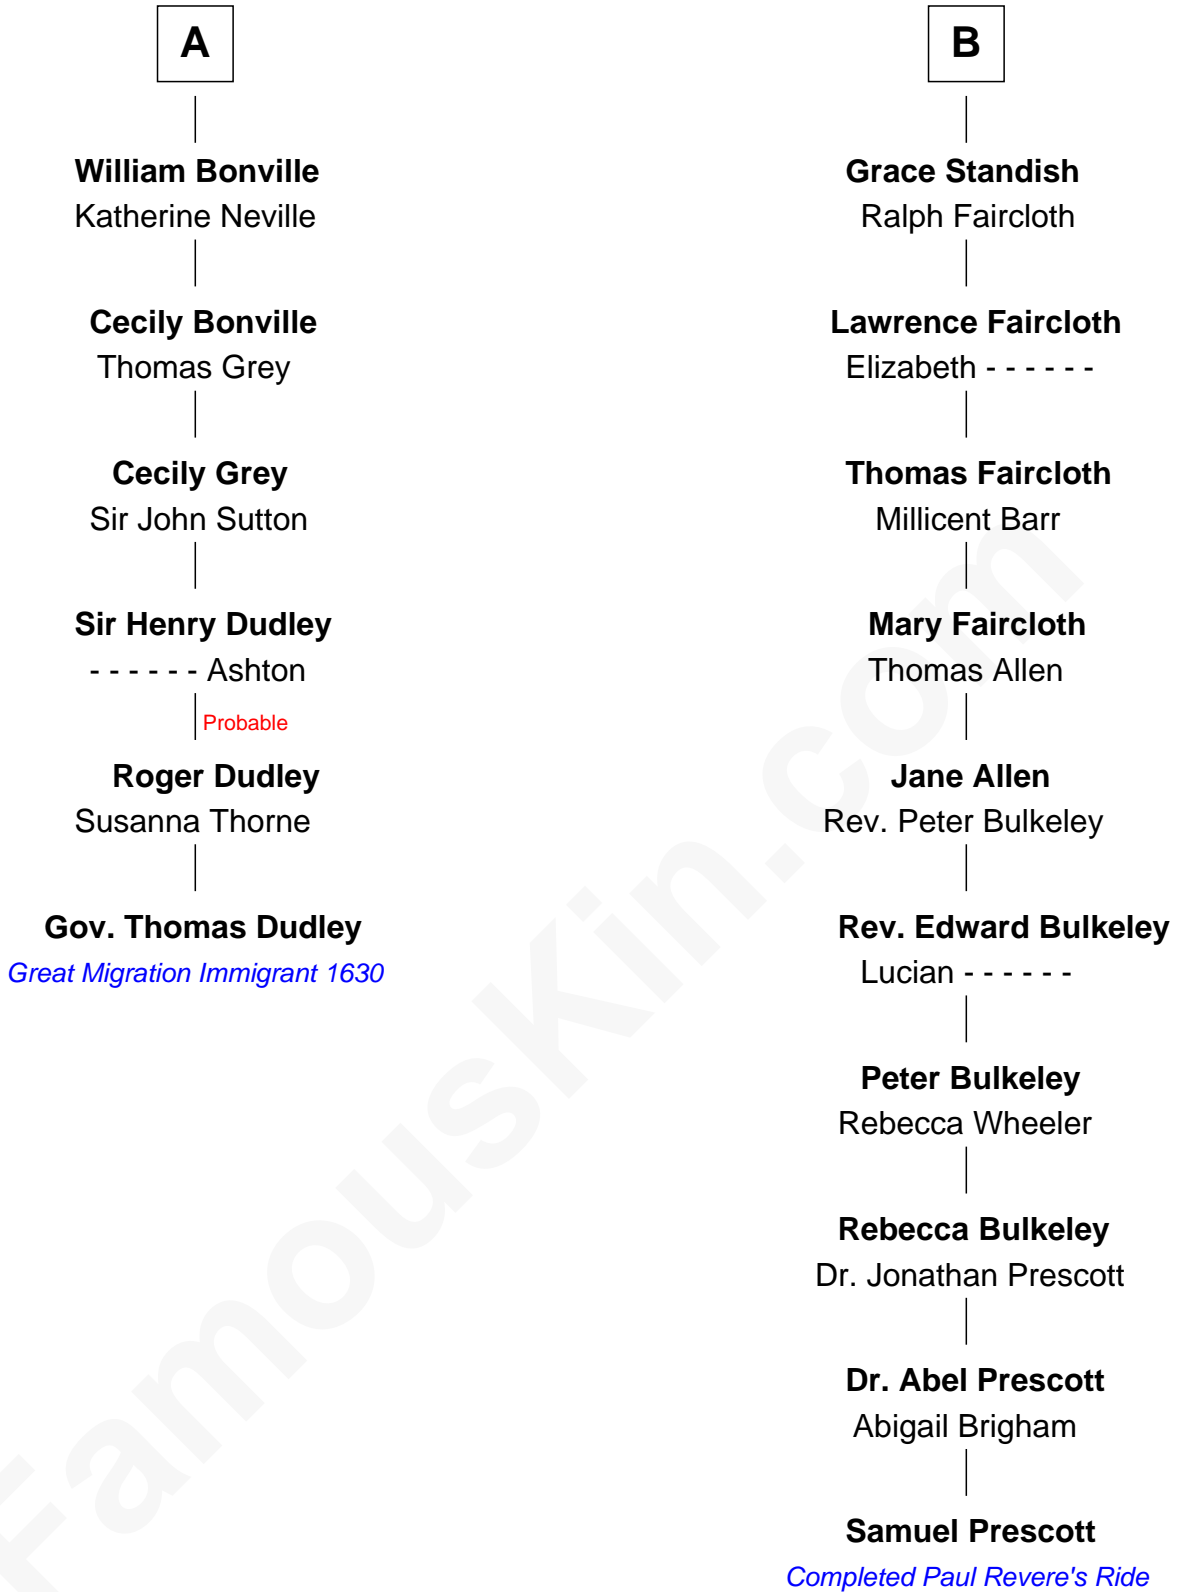 A
William Bonville
Katherine Neville
Cecily Bonville
Thomas Grey
Cecily Grey
Sir John Sutton
Sir Henry Dudley
- - - - - - Ashton
Probable
Roger Dudley
Susanna Thorne
Gov. Thomas Dudley
Great Migration Immigrant 1630
B
Grace Standish
Ralph Faircloth
Lawrence Faircloth
Elizabeth - - - - - -
Thomas Faircloth
Millicent Barr
Mary Faircloth
Thomas Allen
Jane Allen
Rev. Peter Bulkeley
Rev. Edward Bulkeley
Lucian - - - - - -
Peter Bulkeley
Rebecca Wheeler
Rebecca Bulkeley
Dr. Jonathan Prescott
Dr. Abel Prescott
Abigail Brigham
Samuel Prescott
Completed Paul Revere's Ride
FamousKin.com